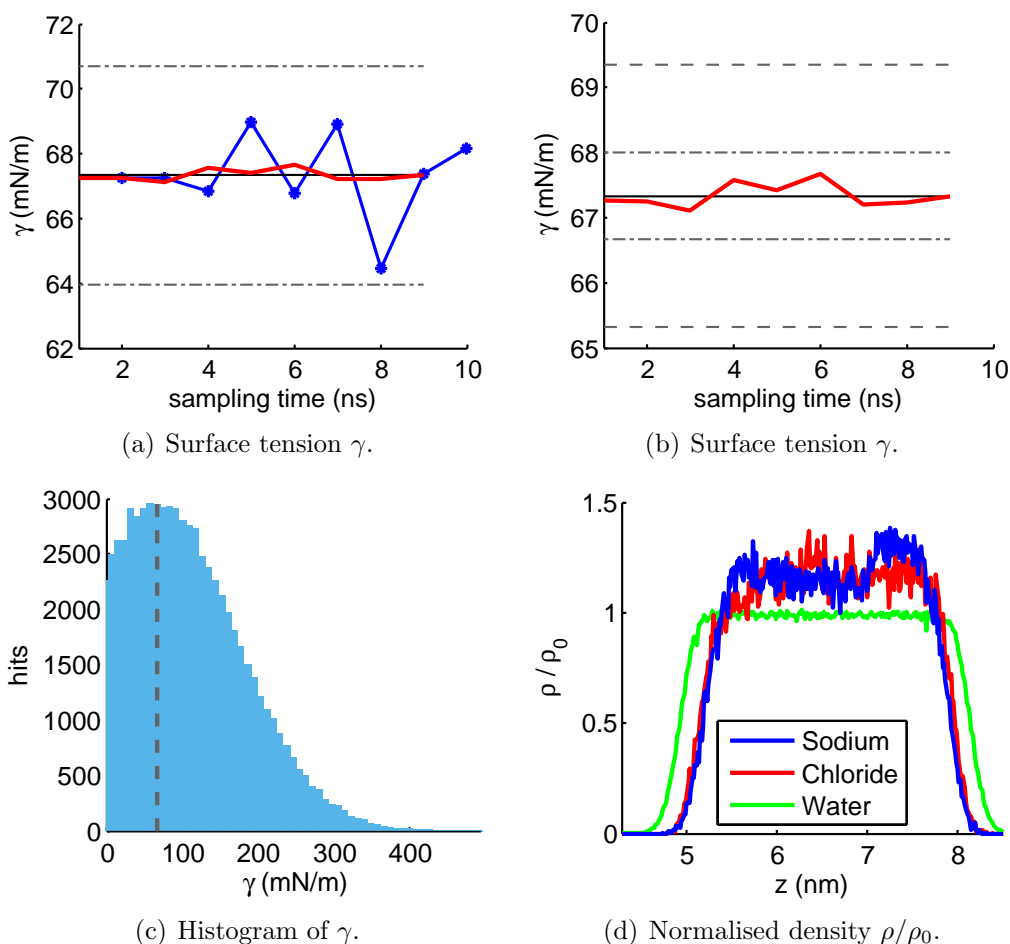 72
70
68
66
64
62
γ (mN/m)
2 4 6 8 10
sampling time (ns)
(a) Surface tension γ.
70
69
68
67
66
65
γ (mN/m)
2 4 6 8 10
sampling time (ns)
(b) Surface tension γ.
3000
2500
2000
1500
1000
500
0
hits
0 100 200 300 400
γ (mN/m)
(c) Histogram of γ.
1.5
1
0.5
0
ρ / ρ₀
Sodium
Chloride
Water
5 6 7 8
z (nm)
(d) Normalised density ρ/ρ₀.